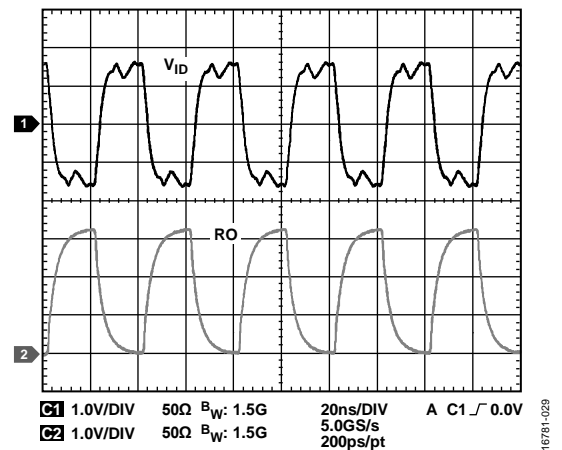 V_ID
1
RO
2
C1 1.0V/DIV 50Ω B_W: 1.5G 20ns/DIV A C1 ⨍ 0.0V
C2 1.0V/DIV 50Ω B_W: 1.5G 5.0GS/s
200ps/pt
16781-029